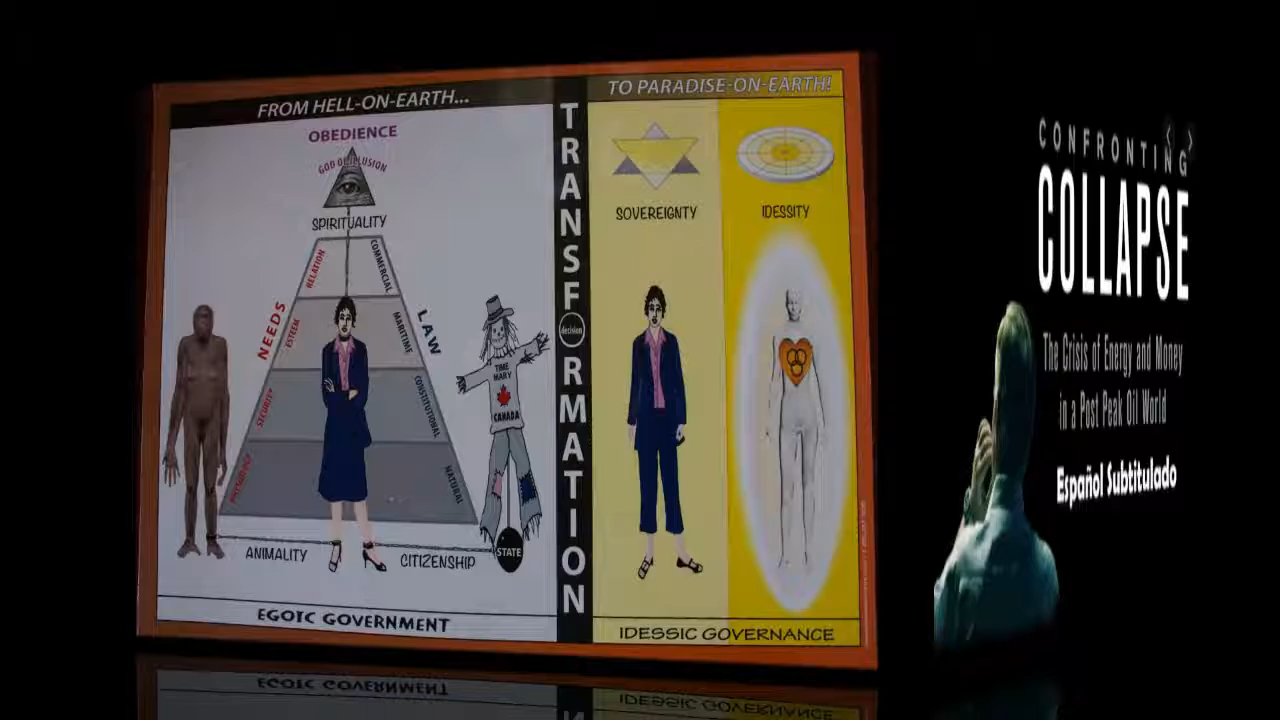 FROM HELL-ON-EARTH...
OBEDIENCE
GOD OF ILLUSION
SPIRITUALITY
RELATION
COMMERCIAL
NEEDS
ESTEEM
MARITIME
LAW
SECURITY
CONSTITUTIONAL
PHYSIOLOGY
NATURAL
TIME
MARY
CANADA
STATE
ANIMALITY
CITIZENSHIP
EGOIC GOVERNMENT
TRANSFORMATION
decision
TO PARADISE-ON-EARTH!
SOVEREIGNTY
IDESSITY
IDESSIC GOVERNANCE
CONFRONTING
COLLAPSE
The Crisis of Energy and Money
in a Post Peak Oil World
Español Subtitulado